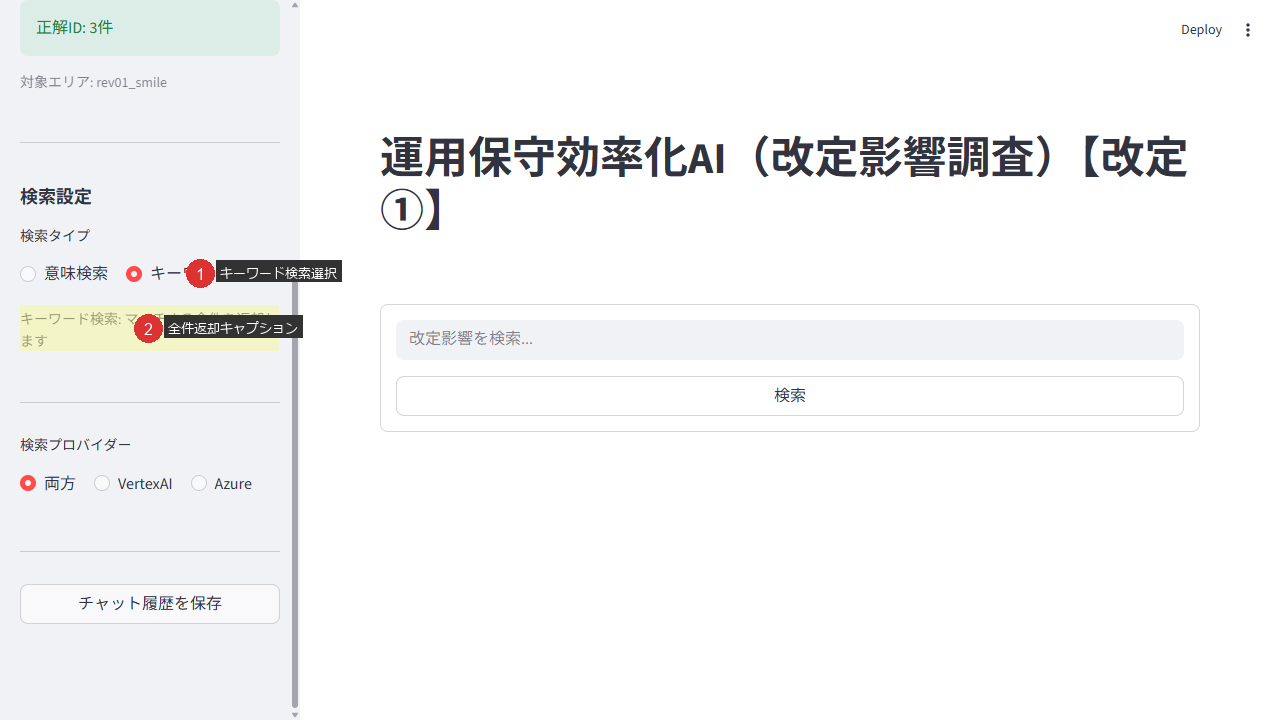 正解ID: 3件
対象エリア: rev01_smile
検索設定
検索タイプ
意味検索
キー
1
キーワード検索選択
キーワード検索:
2
全件返却キャプション
ます
検索プロバイダー
両方
VertexAI
Azure
チャット履歴を保存
Deploy
運用保守効率化AI（改定影響調査）【改定
①】
改定影響を検索...
検索